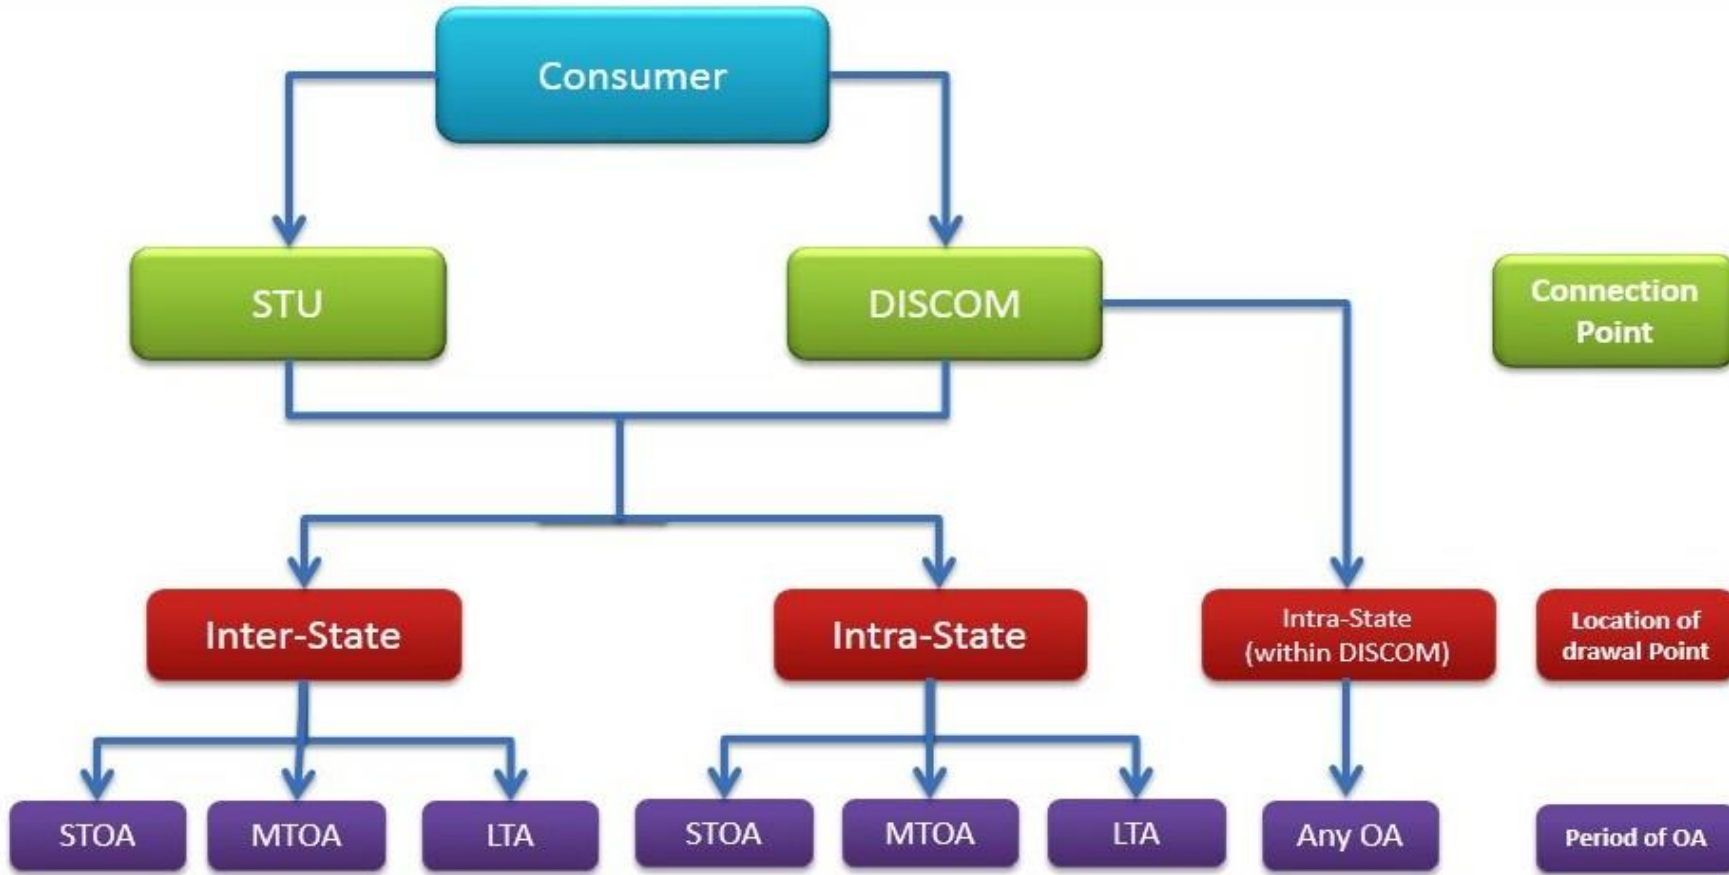 Consumer
STU
DISCOM
Connection
Point
Inter-State
Intra-State
Intra-State
(within DISCOM)
Location of
drawal Point
STOA
MTOA
LTA
STOA
MTOA
LTA
Any OA
Period of OA